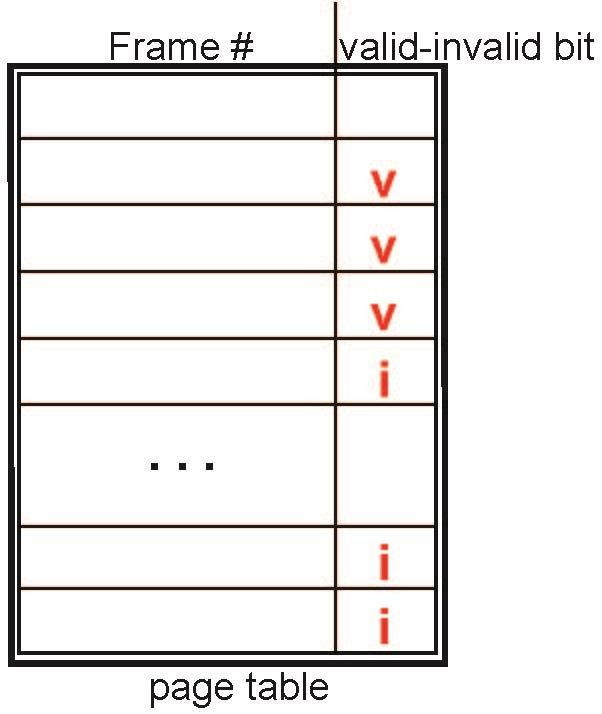 Frame # valid-invalid bit
v
v
v
i
. . .
i
i
page table